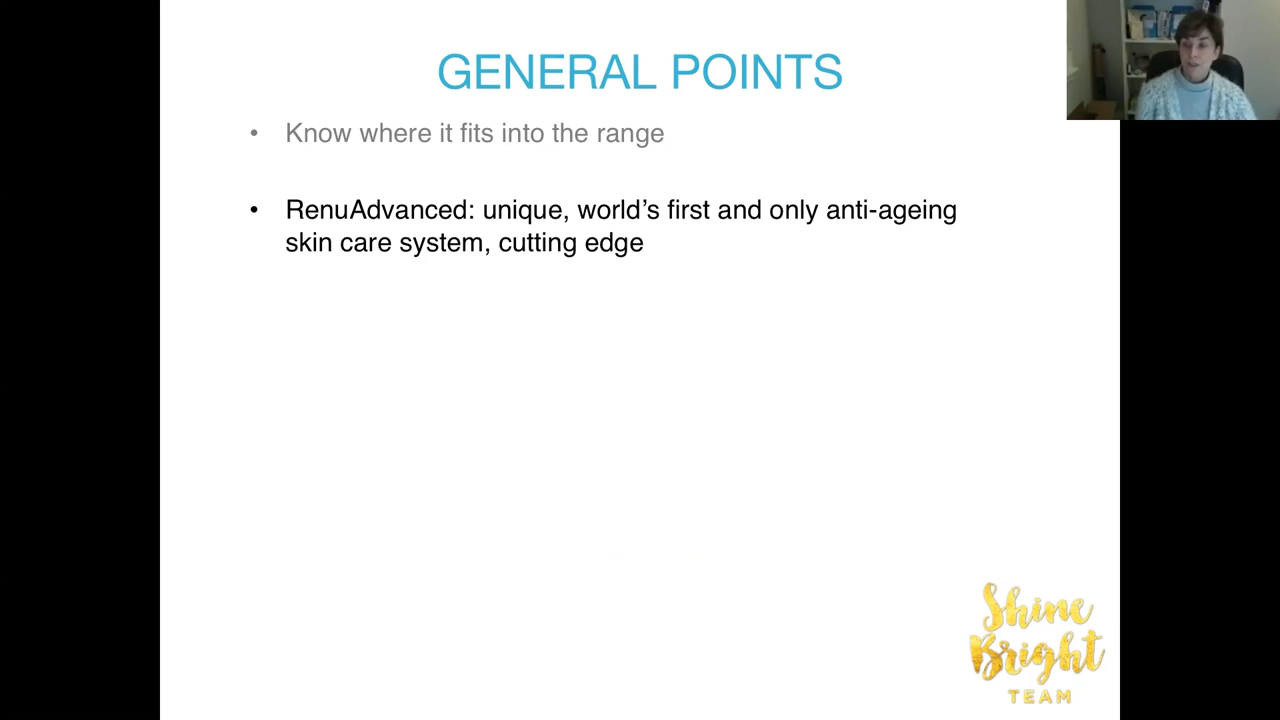 GENERAL POINTS
• Know where it fits into the range
• RenuAdvanced: unique, world’s first and only anti-ageing
skin care system, cutting edge
Shine
Bright
TEAM